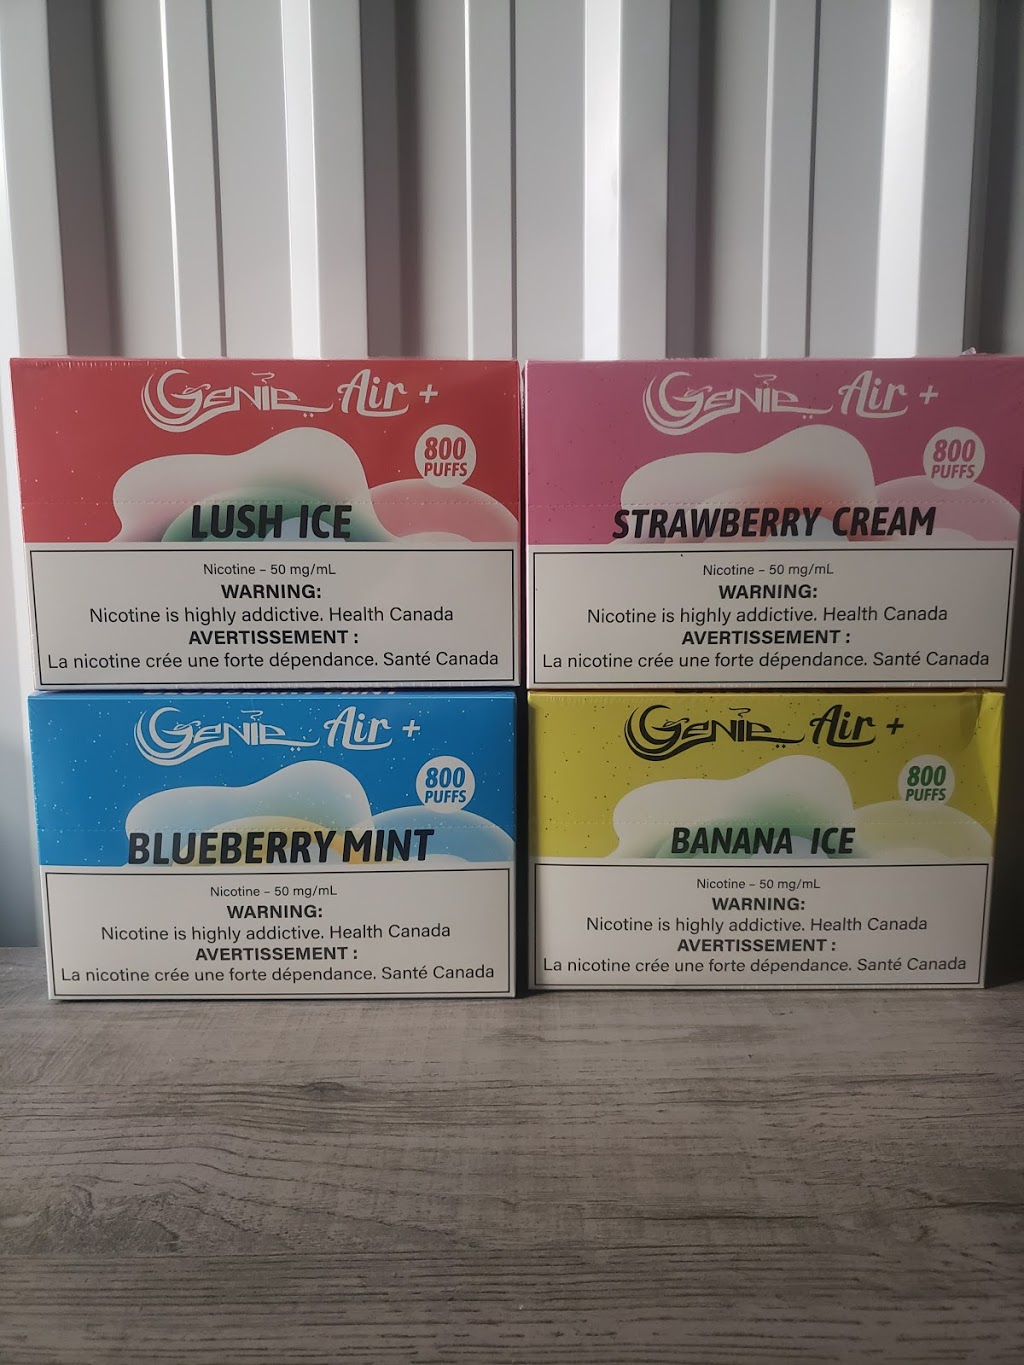 Genie Air +
800
PUFFS
LUSH ICE
Nicotine – 50 mg/mL
WARNING:
Nicotine is highly addictive. Health Canada
AVERTISSEMENT :
La nicotine crée une forte dépendance. Santé Canada
Genie Air +
800
PUFFS
STRAWBERRY CREAM
Nicotine – 50 mg/mL
WARNING:
Nicotine is highly addictive. Health Canada
AVERTISSEMENT :
La nicotine crée une forte dépendance. Santé Canada
BLUEBERRY MINT
Genie Air +
800
PUFFS
BLUEBERRY MINT
Nicotine – 50 mg/mL
WARNING:
Nicotine is highly addictive. Health Canada
AVERTISSEMENT :
La nicotine crée une forte dépendance. Santé Canada
Genie Air +
800
PUFFS
BANANA ICE
Nicotine – 50 mg/mL
WARNING:
Nicotine is highly addictive. Health Canada
AVERTISSEMENT :
La nicotine crée une forte dépendance. Santé Canada